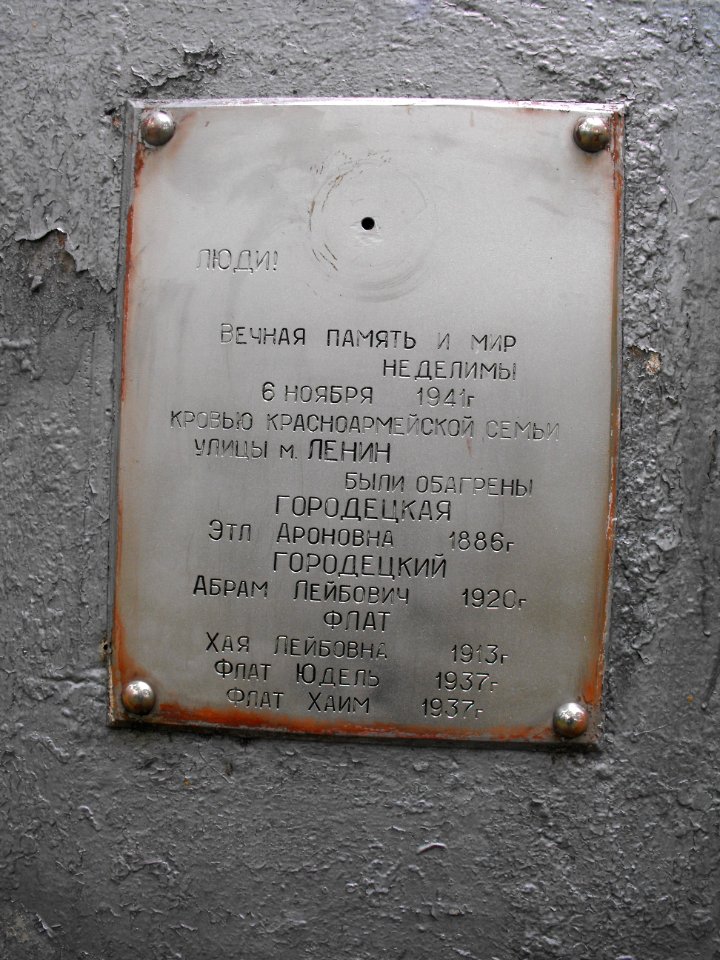 ЛЮДИ!
ВЕЧНАЯ ПАМЯТЬ И МИР
НЕДЕЛИМЫ
6 НОЯБРЯ 1941г
КРОВЬЮ КРАСНОАРМЕЙСКОЙ СЕМЬИ
УЛИЦЫ М. ЛЕНИН
БЫЛИ ОБАГРЕНЫ
ГОРОДЕЦКАЯ
ЭТЛ АРОНОВНА 1886г
ГОРОДЕЦКИЙ
АБРАМ ЛЕЙБОВИЧ 1920г
ФЛАТ
ХАЯ ЛЕЙБОВНА 1913г
ФЛАТ ЮДЕЛЬ 1937г
ФЛАТ ХАИМ 1937г